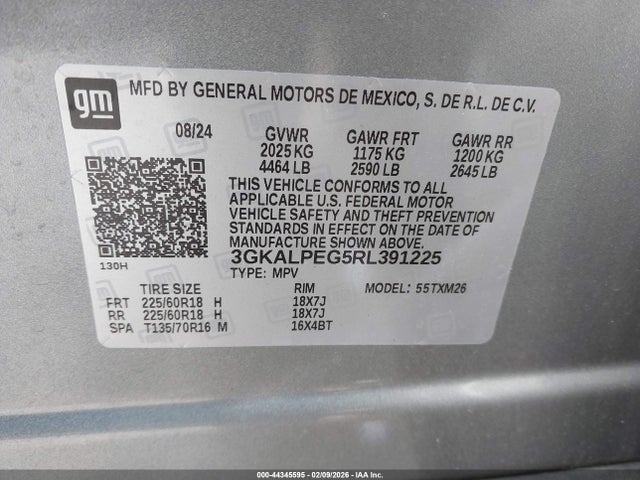 gm
MFD BY GENERAL MOTORS DE MEXICO, S. DE R.L. DE C.V.
08/24 GVWR GAWR FRT GAWR RR
2025 KG 1175 KG 1200 KG
4464 LB 2590 LB 2645 LB
THIS VEHICLE CONFORMS TO ALL
APPLICABLE U.S. FEDERAL MOTOR
VEHICLE SAFETY AND THEFT PREVENTION
STANDARDS IN EFFECT ON THE DATE OF
MANUFACTURE SHOWN ABOVE.
130H 3GKALPEG5RL391225
TYPE: MPV
TIRE SIZE RIM MODEL: 55TXM26
FRT 225/60R18 H 18X7J
RR 225/60R18 H 18X7J
SPA T135/70R16 M 16X4BT
000-44345595 - 02/09/2026 - IAA Inc.